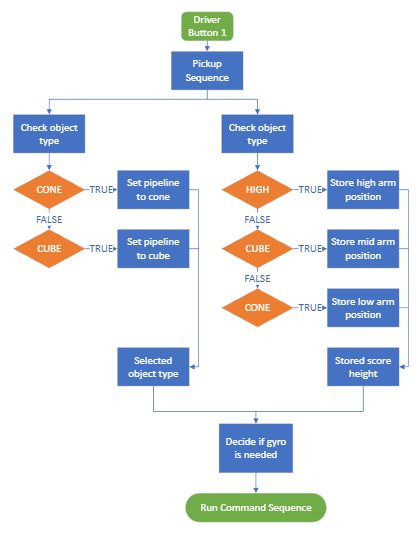 Driver
Button 1
Pickup
Sequence
Check object
type
Check object
type
CONE
TRUE
Set pipeline
to cone
HIGH
TRUE
Store high arm
position
FALSE
FALSE
CUBE
TRUE
Set pipeline
to cube
CUBE
TRUE
Store mid arm
position
FALSE
CONE
TRUE
Store low arm
position
Selected
object type
Stored score
height
Decide if gyro
is needed
Run Command Sequence